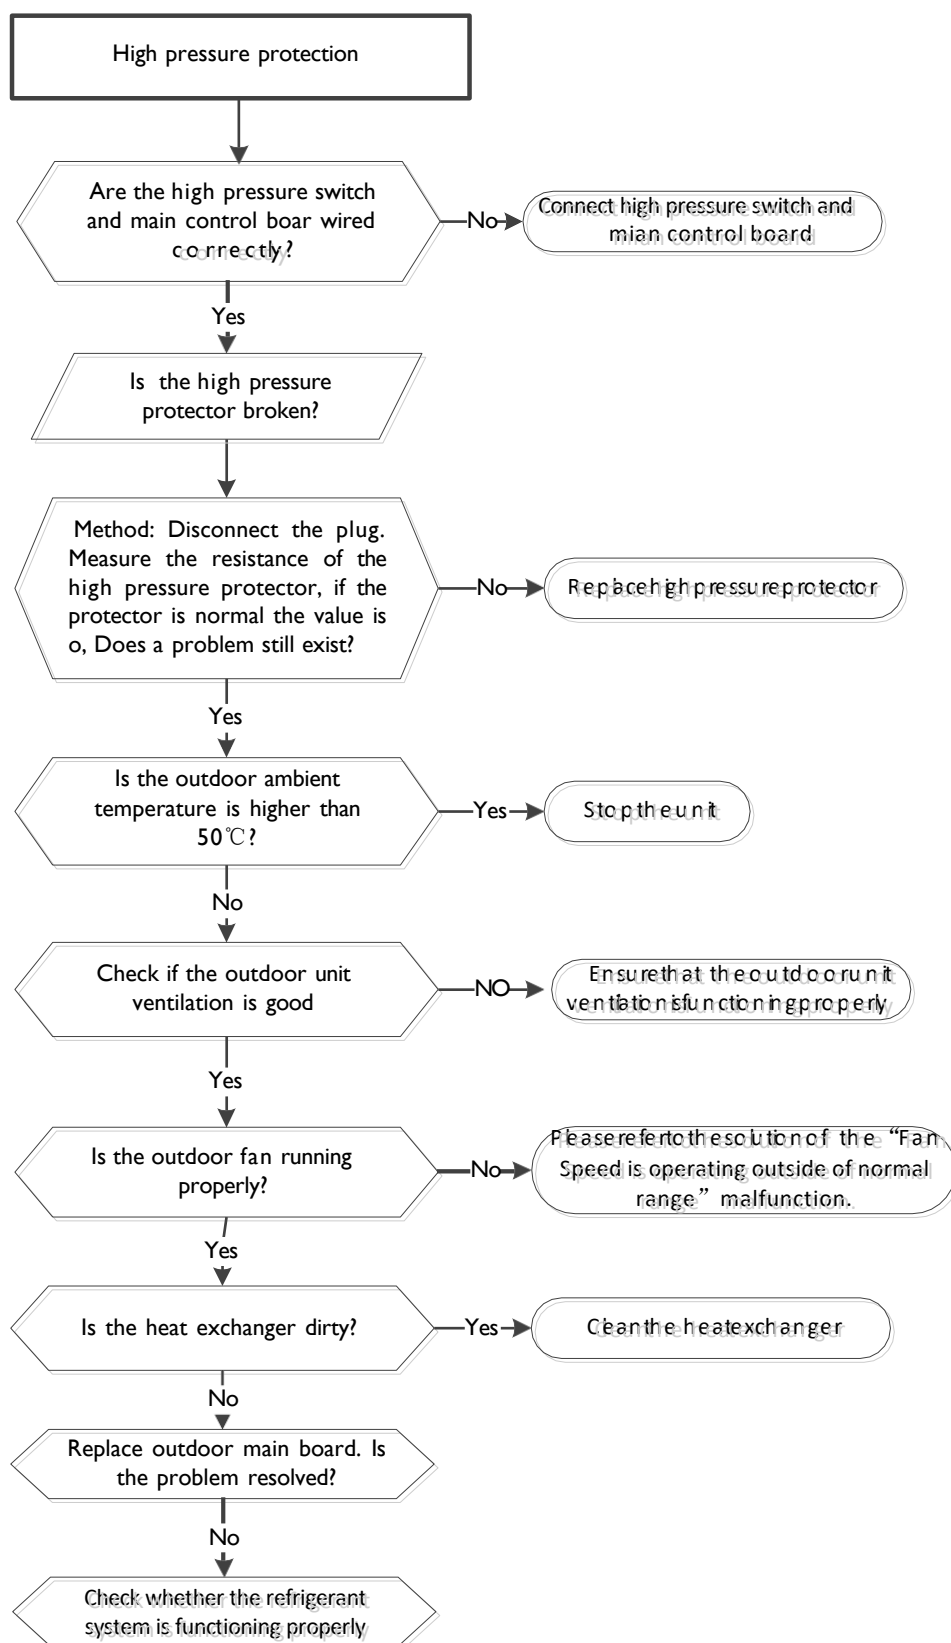 High pressure protection
Are the high pressure switch
and main control boar wired
correctly?
No
Connect high pressure switch and
mian control board
Yes
Is the high pressure
protector broken?
Method: Disconnect the plug.
Measure the resistance of the
high pressure protector, if the
protector is normal the value is
o, Does a problem still exist?
No
Replace high pressure protector
Yes
Is the outdoor ambient
temperature is higher than
50℃?
Yes
Stop the unit
No
Check if the outdoor unit
ventilation is good
NO
Ensure that the outdoor unit
ventilation is functioning properly
Yes
Is the outdoor fan running
properly?
No
Please refer to the solution of the “Fan
Speed is operating outside of normal
range” malfunction.
Yes
Is the heat exchanger dirty?
Yes
Clean the heat exchanger
No
Replace outdoor main board. Is
the problem resolved?
No
Check whether the refrigerant
system is functioning properly